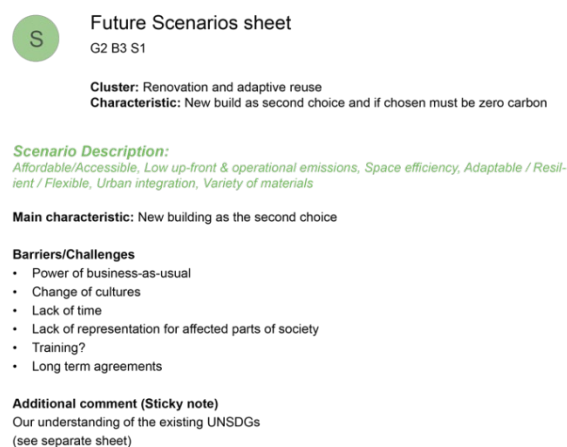 S
Future Scenarios sheet
G2 B3 S1
Cluster: Renovation and adaptive reuse
Characteristic: New build as second choice and if chosen must be zero carbon
Scenario Description:
Affordable/Accessible, Low up-front & operational emissions, Space efficiency, Adaptable / Resil-
ient / Flexible, Urban integration, Variety of materials
Main characteristic: New building as the second choice
Barriers/Challenges
• Power of business-as-usual
• Change of cultures
• Lack of time
• Lack of representation for affected parts of society
• Training?
• Long term agreements
Additional comment (Sticky note)
Our understanding of the existing UNSDGs
(see separate sheet)